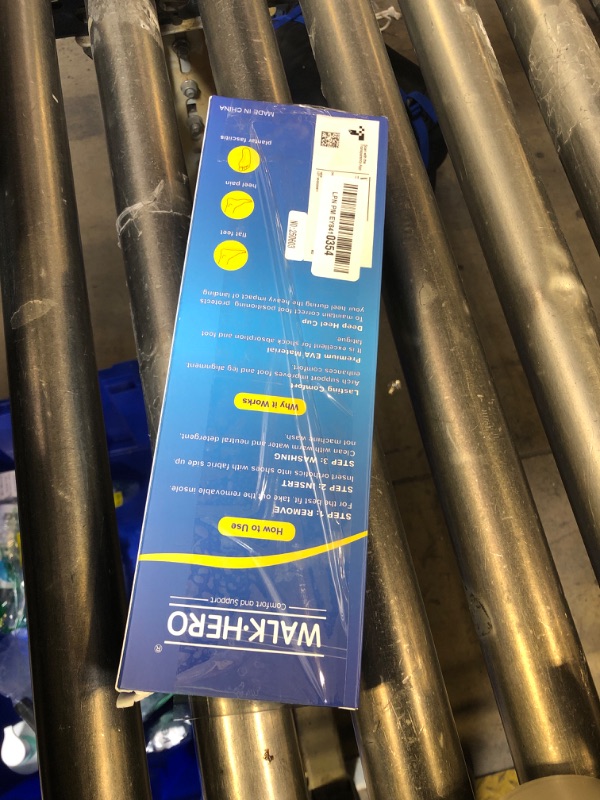 WALK·HERO®
Comfort and Support
How to Use
STEP 1: REMOVE
For the best fit take out the removable insole.
STEP 2: INSERT
Insert orthotics into shoes with fabric side up.
STEP 3: WASHING
Clean with warm water and neutral detergent,
not machine wash
Why it Works
Lasting Comfort
Arch support improves foot and leg alignment
enhances comfort
Premium EVA Material
It is excellent for shock absorption and foot
fatigue
Deep Heel Cup
To maintain correct foot positioning protects
your heel during the heavy impact of landing
flat feet
heel pain
plantar fasciitis
MADE IN CHINA
0354